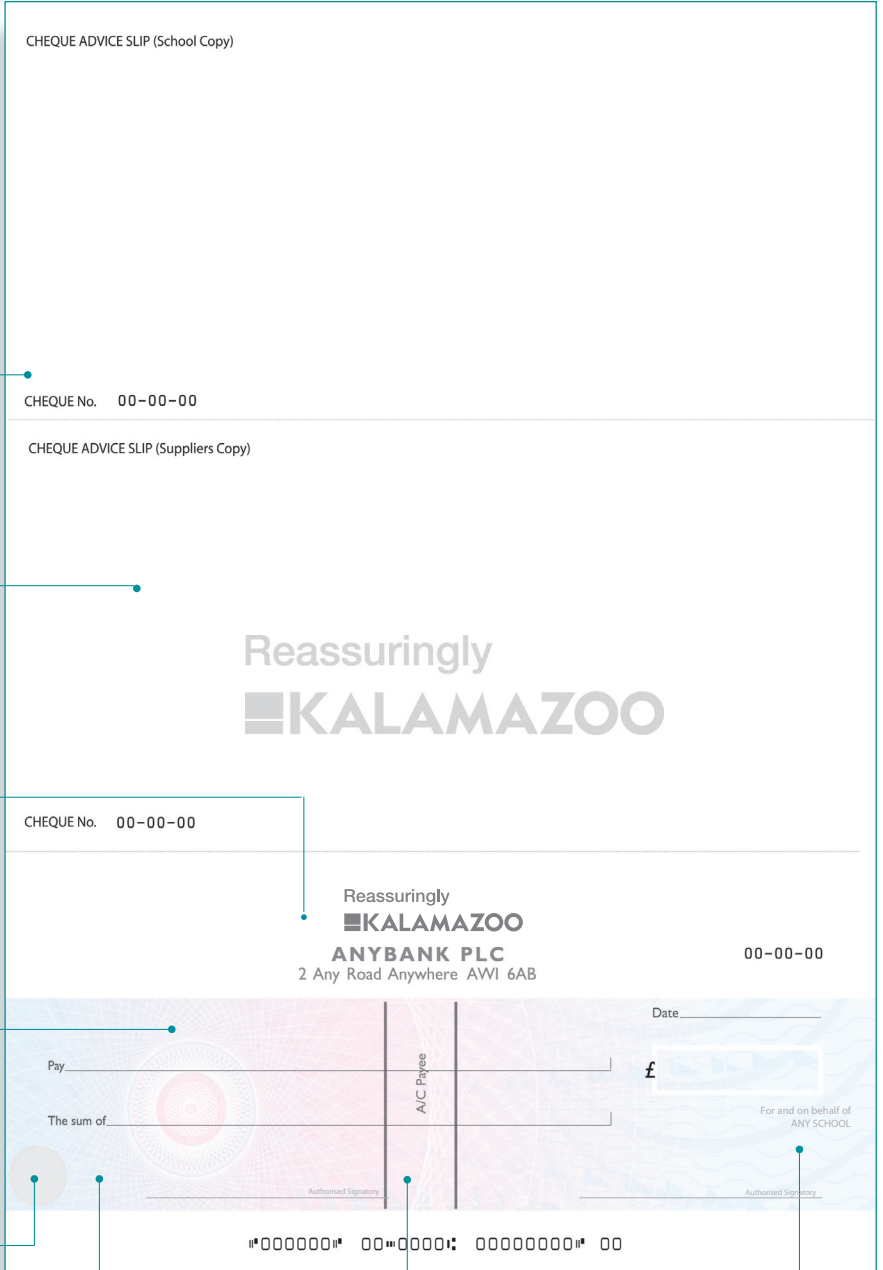 CHEQUE ADVICE SLIP (School Copy)
CHEQUE No. 00-00-00
CHEQUE ADVICE SLIP (Suppliers Copy)
Reassuringly
KALAMAZOO
CHEQUE No. 00-00-00
Reassuringly
KALAMAZOO
ANYBANK PLC
2 Any Road Anywhere AW1 6AB
00-00-00
Date
Pay
A/C Payee
£
The sum of
For and on behalf of
ANY SCHOOL
Authorised Signatory
Authorised Signatory
⑈000000⑈ 00⑉0000⑆ 00000000⑈ 00